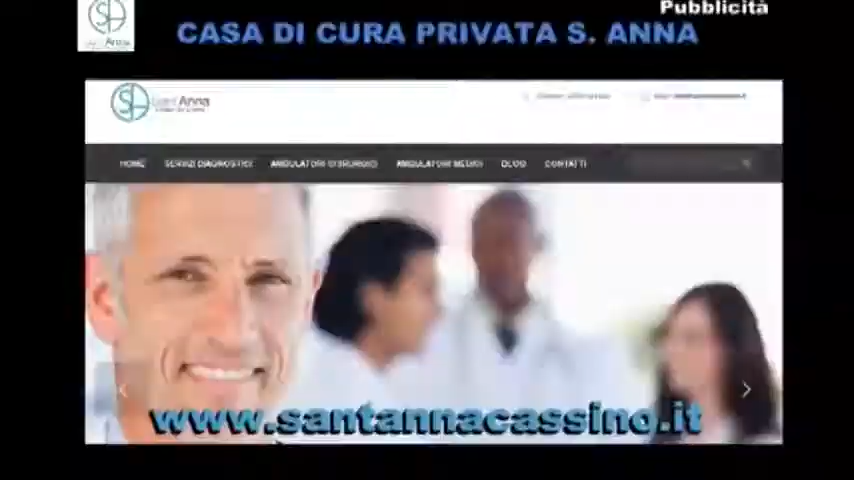 Pubblicità
CASA DI CURA PRIVATA S. ANNA
Sant'Anna
HOME SERVIZI DIAGNOSTICI AMBULATORI CHIRURGICI AMBULATORI MEDICI BLOG CONTATTI
www.santannacassino.it